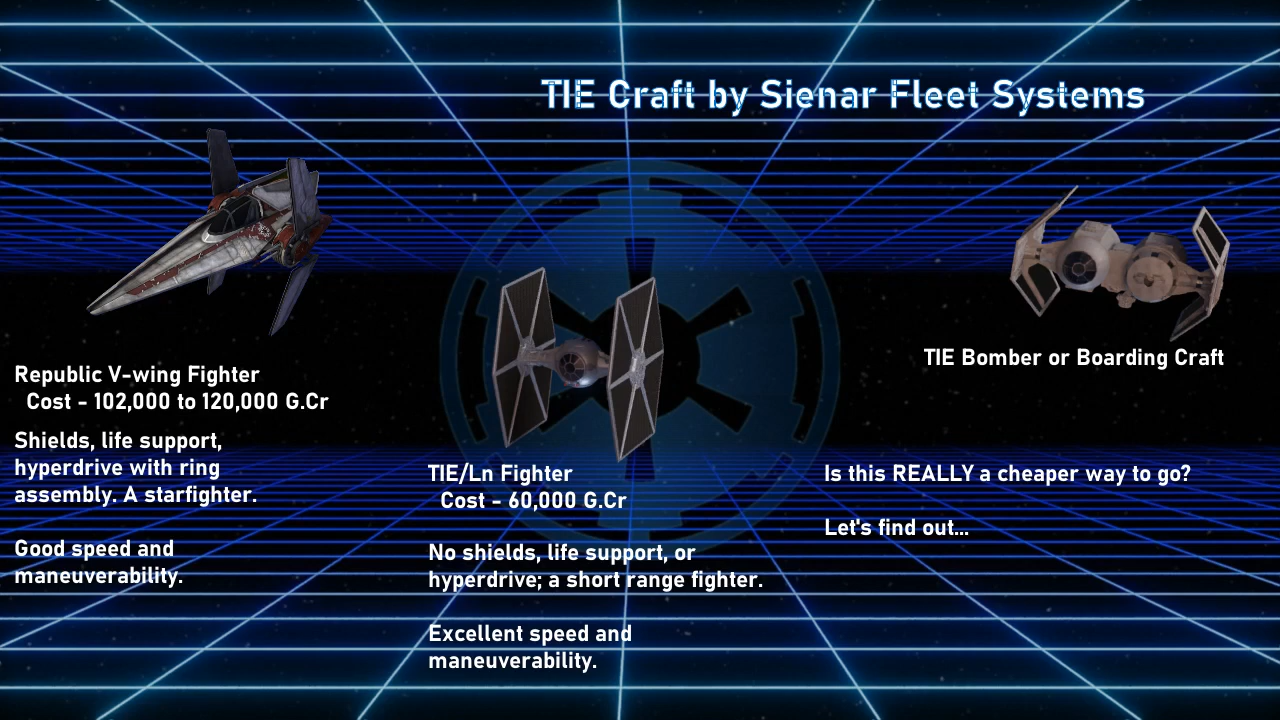 TIE Craft by Sienar Fleet Systems
Republic V-wing Fighter
Cost - 102,000 to 120,000 G.Cr
Shields, life support,
hyperdrive with ring
assembly. A starfighter.
Good speed and
maneuverability.
TIE/Ln Fighter
Cost - 60,000 G.Cr
No shields, life support, or
hyperdrive; a short range fighter.
Excellent speed and
maneuverability.
TIE Bomber or Boarding Craft
Is this REALLY a cheaper way to go?
Let's find out...